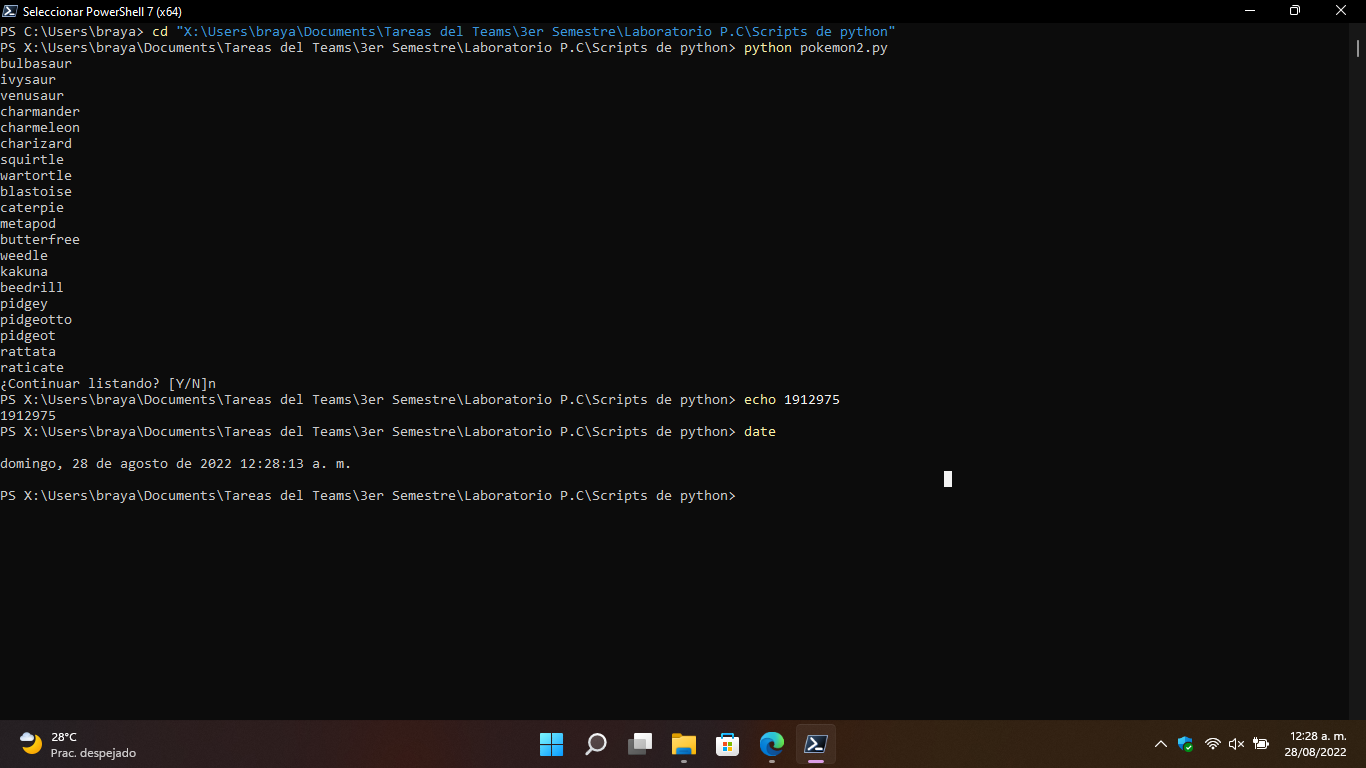 Seleccionar PowerShell 7 (x64)
PS C:\Users\braya> cd "X:\Users\braya\Documents\Tareas del Teams\3er Semestre\Laboratorio P.C\Scripts de python"
PS X:\Users\braya\Documents\Tareas del Teams\3er Semestre\Laboratorio P.C\Scripts de python> python pokemon2.py
bulbasaur
ivysaur
venusaur
charmander
charmeleon
charizard
squirtle
wartortle
blastoise
caterpie
metapod
butterfree
weedle
kakuna
beedrill
pidgey
pidgeotto
pidgeot
rattata
raticate
¿Continuar listando? [Y/N]n
PS X:\Users\braya\Documents\Tareas del Teams\3er Semestre\Laboratorio P.C\Scripts de python> echo 1912975
1912975
PS X:\Users\braya\Documents\Tareas del Teams\3er Semestre\Laboratorio P.C\Scripts de python> date
domingo, 28 de agosto de 2022 12:28:13 a. m.
PS X:\Users\braya\Documents\Tareas del Teams\3er Semestre\Laboratorio P.C\Scripts de python>
28°C
Prac. despejado
12:28 a. m.
28/08/2022